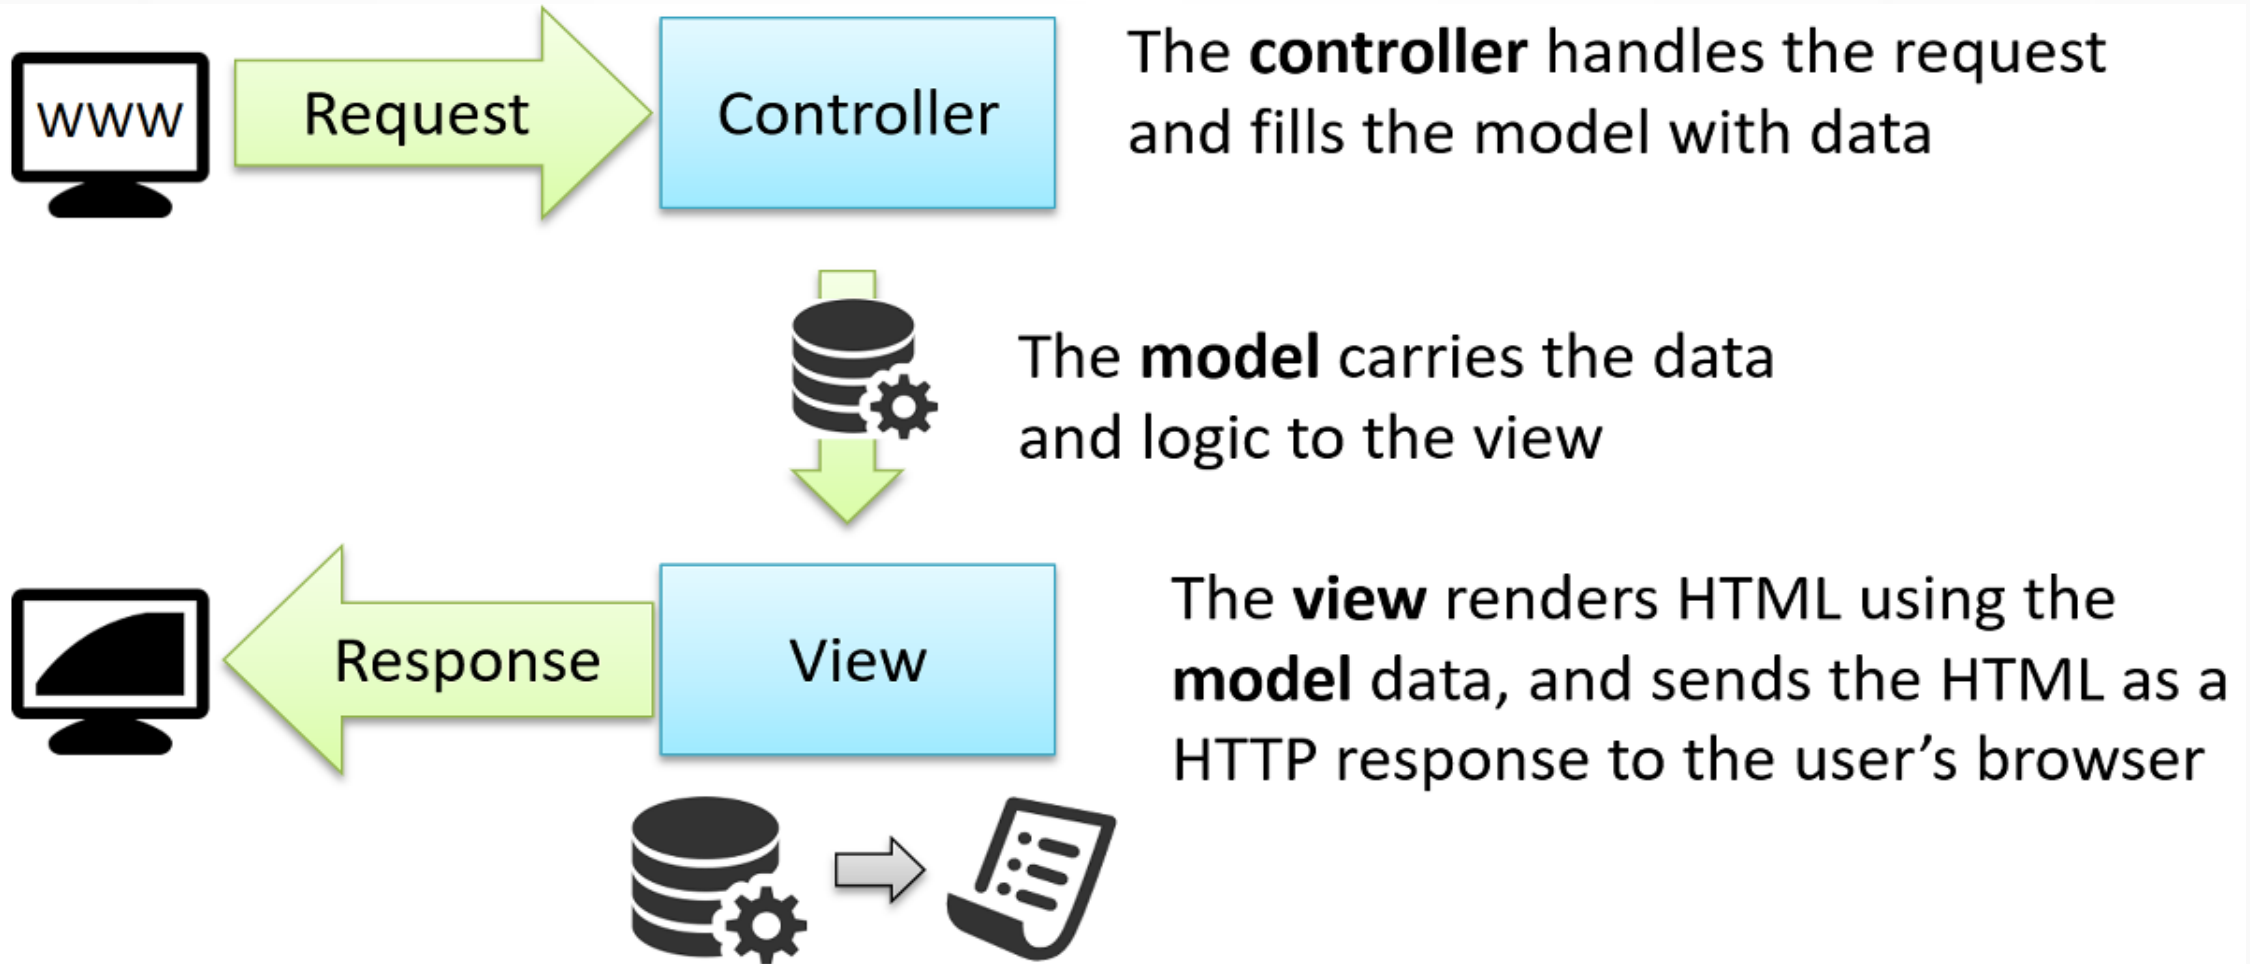 www
Request
Controller
The controller handles the request
and fills the model with data
The model carries the data
and logic to the view
Response
View
The view renders HTML using the
model data, and sends the HTML as a
HTTP response to the user’s browser